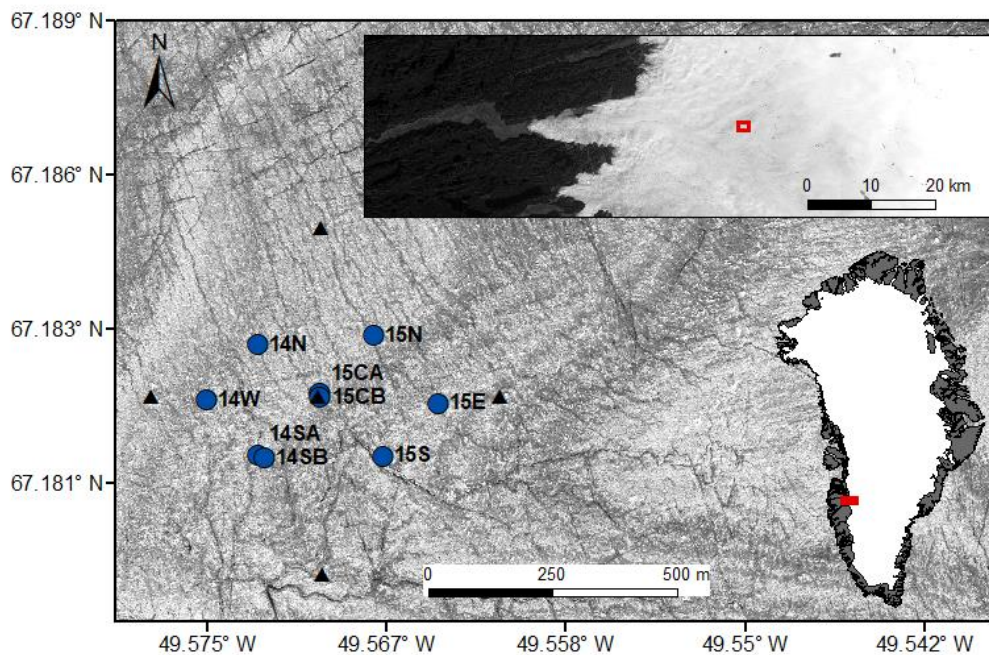 67.189° N
N
67.186° N
0 10 20 km
67.183° N
14N
15N
15CA
15CB
14W
15E
14SA
14SB
15S
67.181° N
0 250 500 m
49.575° W
49.567° W
49.558° W
49.55° W
49.542° W